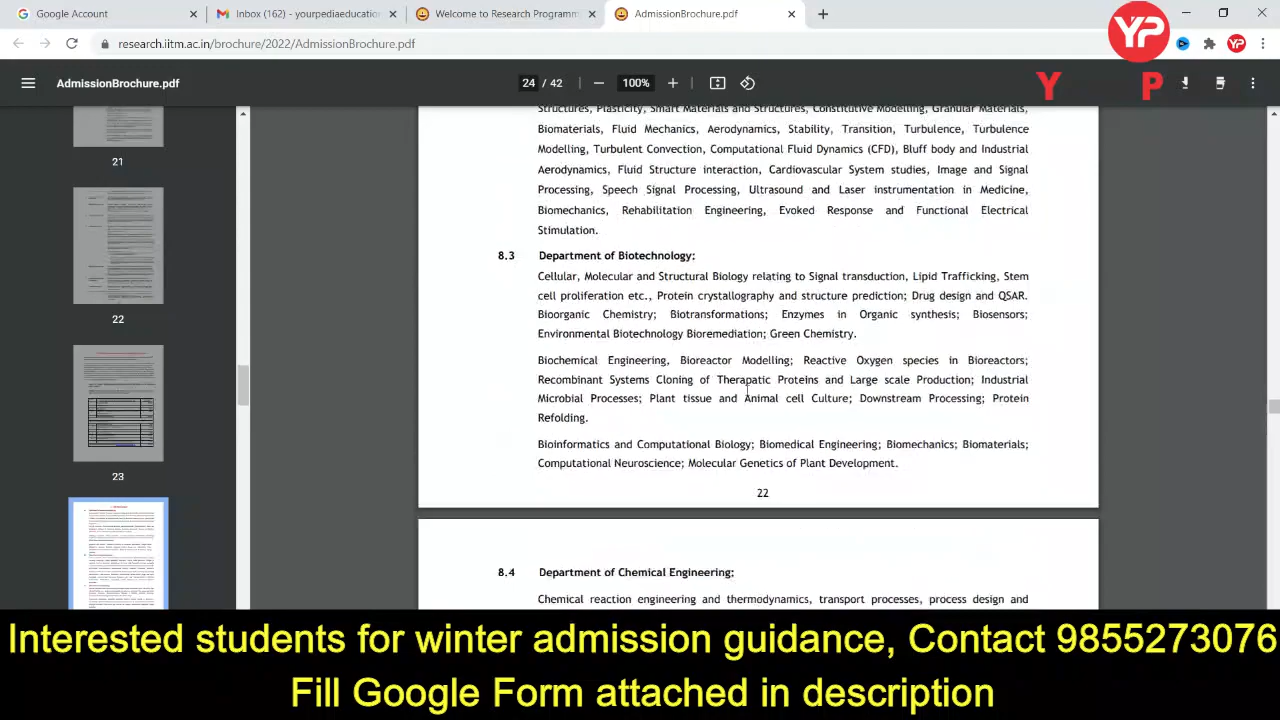 Google Account
Inbox (162) - yourpediaeducation
Welcome to Research Programm
AdmissionBrochure.pdf
YP
research.iitm.ac.in/brochure/2022/AdmissionBrochure.pdf
YP
AdmissionBrochure.pdf
24 / 42
100%
Y P
Biomaterials, Fluid Mechanics, Aerodynamics, Stability, Transition, Turbulence, Turbulence
Modelling, Turbulent Convection, Computational Fluid Dynamics (CFD), Bluff body and Industrial
Aerodynamics, Fluid Structure interaction, Cardiovascular System studies, Image and Signal
Processing, Speech Signal Processing, Ultrasound and Laser instrumentation in Medicine,
Biomechanics, Rehabilitation Engineering, Evoked Response and Functional Electrical
Stimulation.
8.3 Department of Biotechnology:
Cellular, Molecular and Structural Biology relating to Signal transduction, Lipid Trafficking, Stem
cell proliferation etc., Protein crystallography and structure prediction; Drug design and QSAR.
Bioorganic Chemistry; Biotransformations; Enzymes in Organic synthesis; Biosensors;
Environmental Biotechnology Bioremediation; Green Chemistry.
Biochemical Engineering, Bioreactor Modelling; Reactive Oxygen species in Bioreactors;
Recombinant Systems Cloning of Therapatic Proteins and Large scale Production; Industrial
Microbial Processes; Plant tissue and Animal cell Culture; Downstream Processing; Protein
Refolding.
Bioinformatics and Computational Biology; Biomedical Engineering; Biomechanics; Biomaterials;
Computational Neuroscience; Molecular Genetics of Plant Development.
22
8.4 Department of Chemical Engineering:
Chemical reaction engineering and thermodynamics, transport processes, process design and
21
22
23
Interested students for winter admission guidance, Contact 9855273076
Fill Google Form attached in description